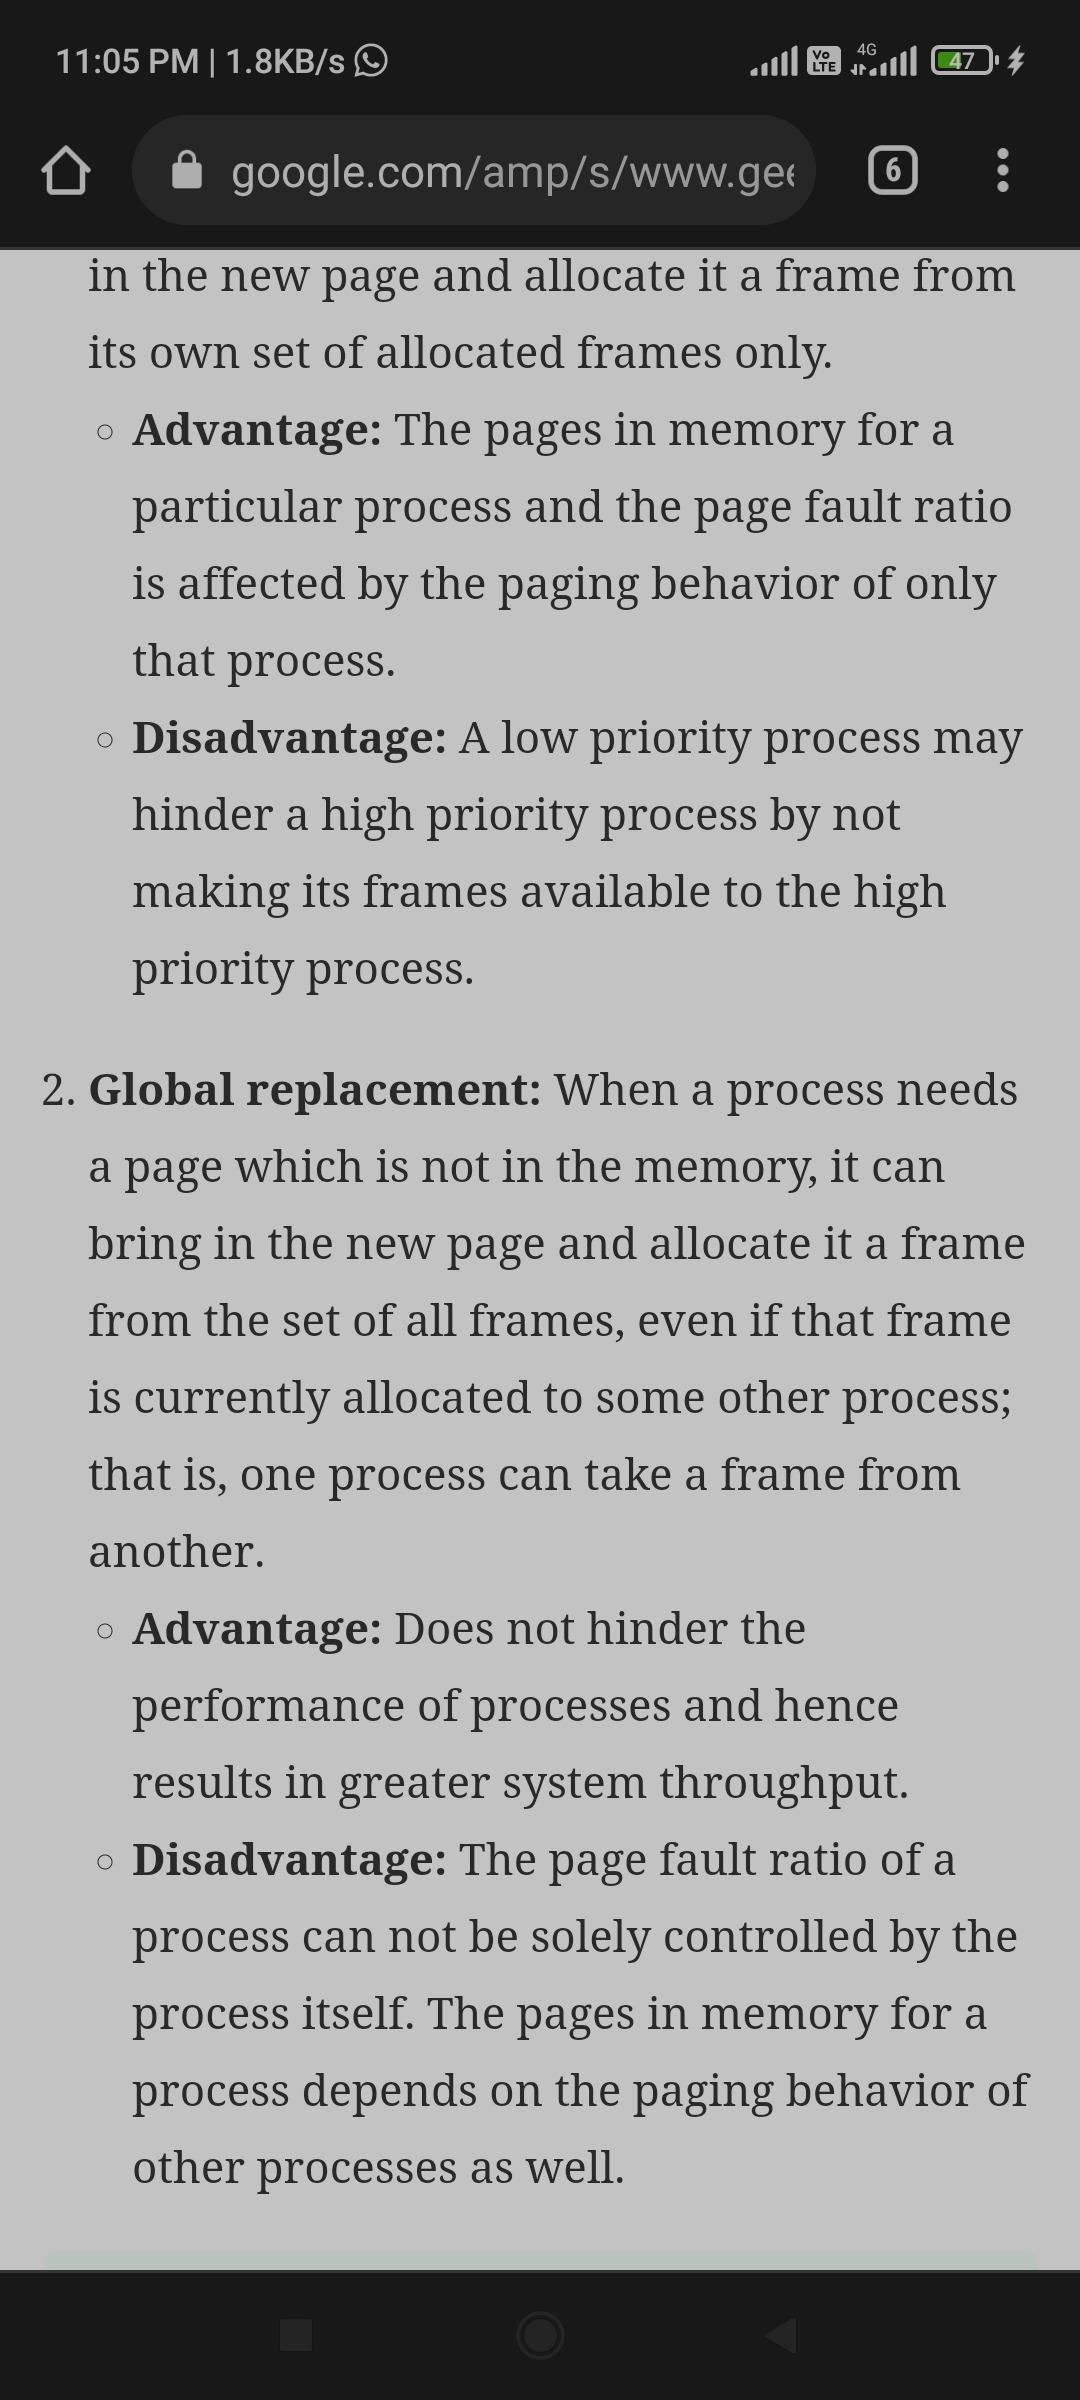 11:05 PM | 1.8KB/s
Vo LTE 4G 47
google.com/amp/s/www.gee
6
in the new page and allocate it a frame from
its own set of allocated frames only.
Advantage: The pages in memory for a
particular process and the page fault ratio
is affected by the paging behavior of only
that process.
Disadvantage: A low priority process may
hinder a high priority process by not
making its frames available to the high
priority process.
2. Global replacement: When a process needs
a page which is not in the memory, it can
bring in the new page and allocate it a frame
from the set of all frames, even if that frame
is currently allocated to some other process;
that is, one process can take a frame from
another.
Advantage: Does not hinder the
performance of processes and hence
results in greater system throughput.
Disadvantage: The page fault ratio of a
process can not be solely controlled by the
process itself. The pages in memory for a
process depends on the paging behavior of
other processes as well.